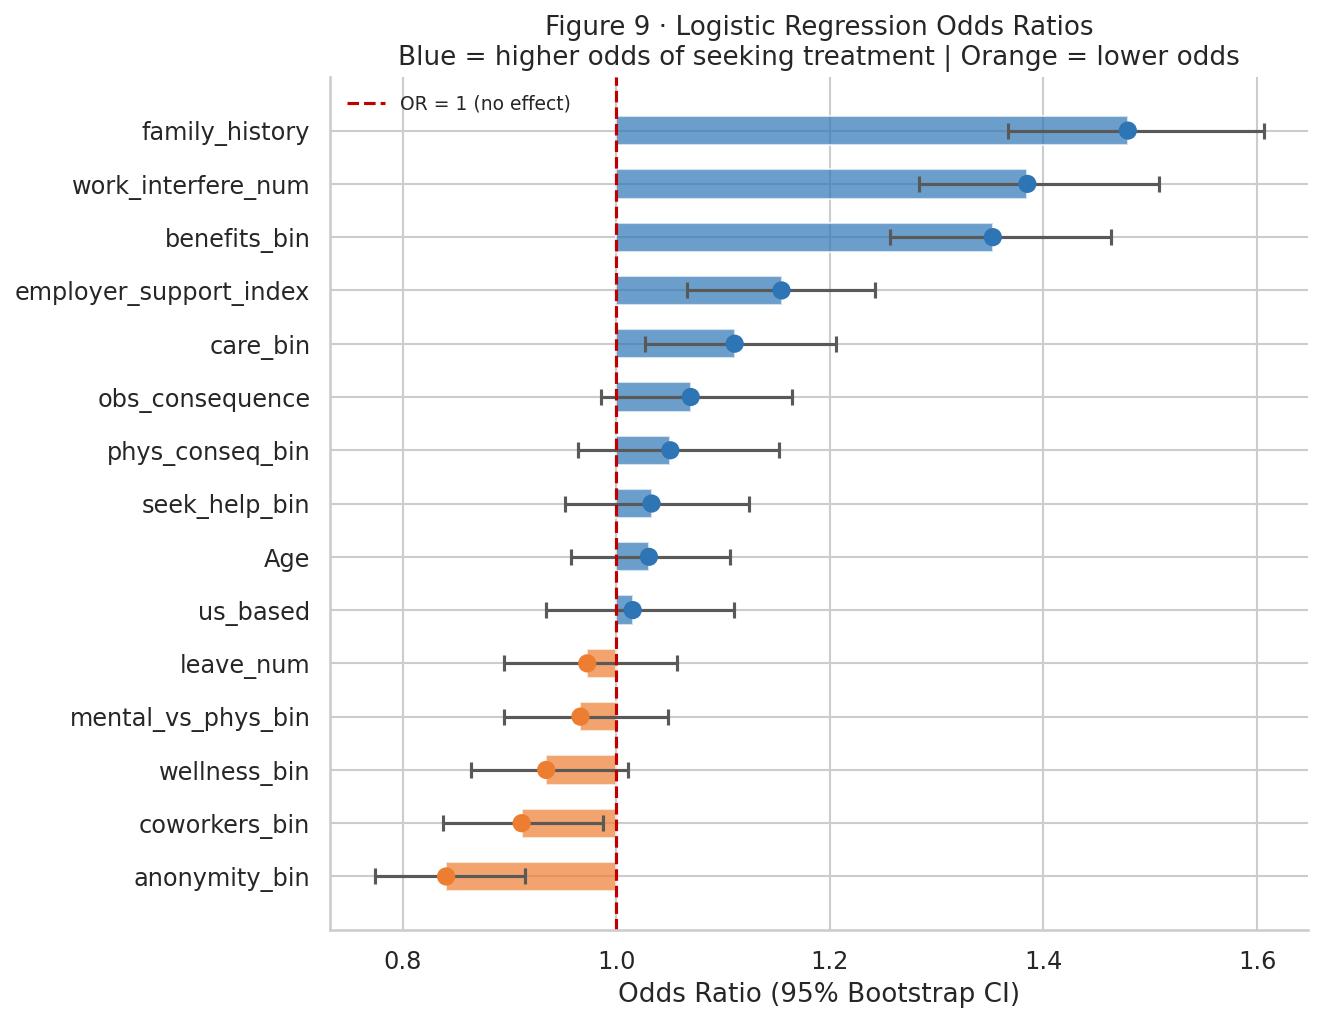 Figure 9 · Logistic Regression Odds Ratios
Blue = higher odds of seeking treatment | Orange = lower odds
OR = 1 (no effect)
family_history
work_interfere_num
benefits_bin
employer_support_index
care_bin
obs_consequence
phys_conseq_bin
seek_help_bin
Age
us_based
leave_num
mental_vs_phys_bin
wellness_bin
coworkers_bin
anonymity_bin
0.8 1.0 1.2 1.4 1.6
Odds Ratio (95% Bootstrap CI)